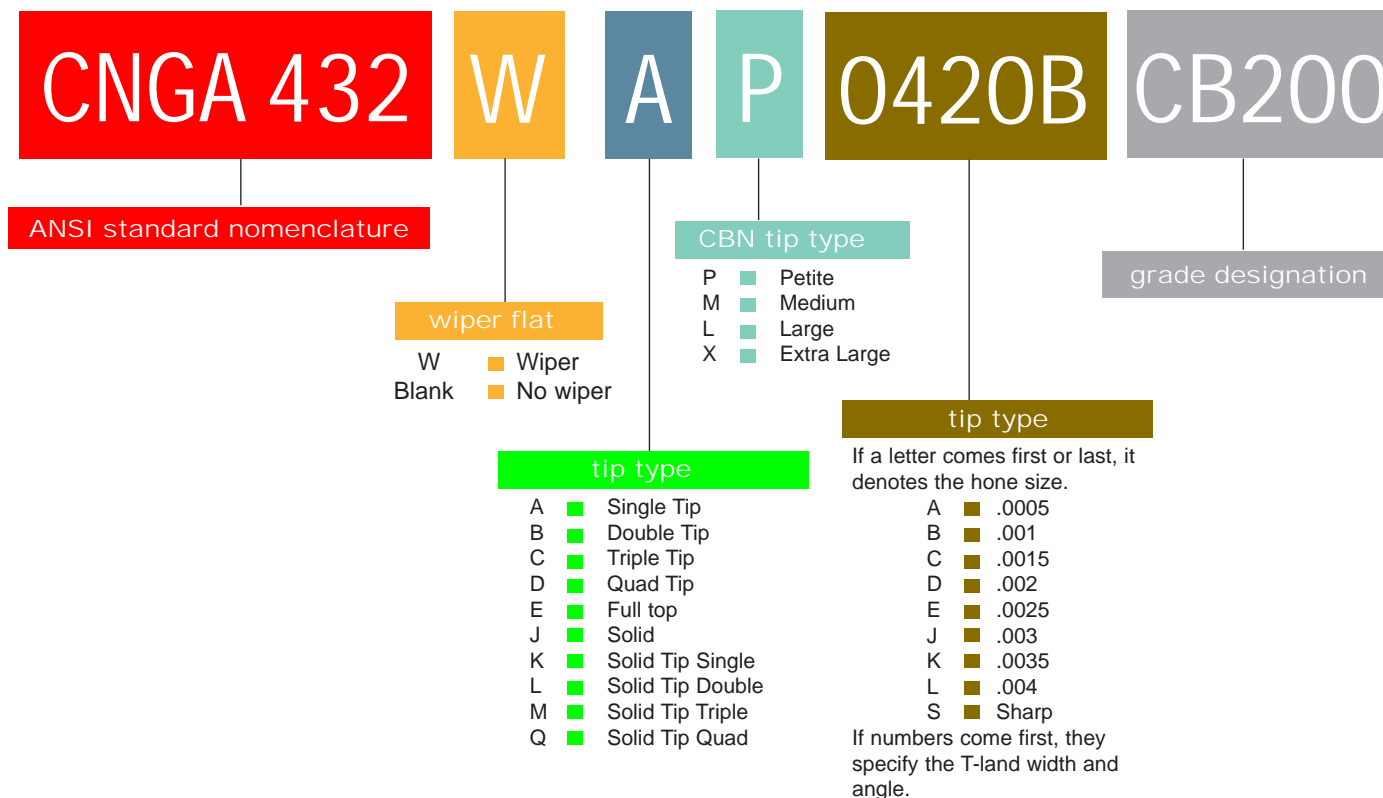 CNGA 432 W A P 0420B CB200
ANSI standard nomenclature
CBN tip type
P Petite
M Medium
L Large
X Extra Large
grade designation
wiper flat
W Wiper
Blank No wiper
tip type
A Single Tip
B Double Tip
C Triple Tip
D Quad Tip
E Full top
J Solid
K Solid Tip Single
L Solid Tip Double
M Solid Tip Triple
Q Solid Tip Quad
tip type
If a letter comes first or last, it
denotes the hone size.
A .0005
B .001
C .0015
D .002
E .0025
J .003
K .0035
L .004
S Sharp
If numbers come first, they
specify the T-land width and
angle.